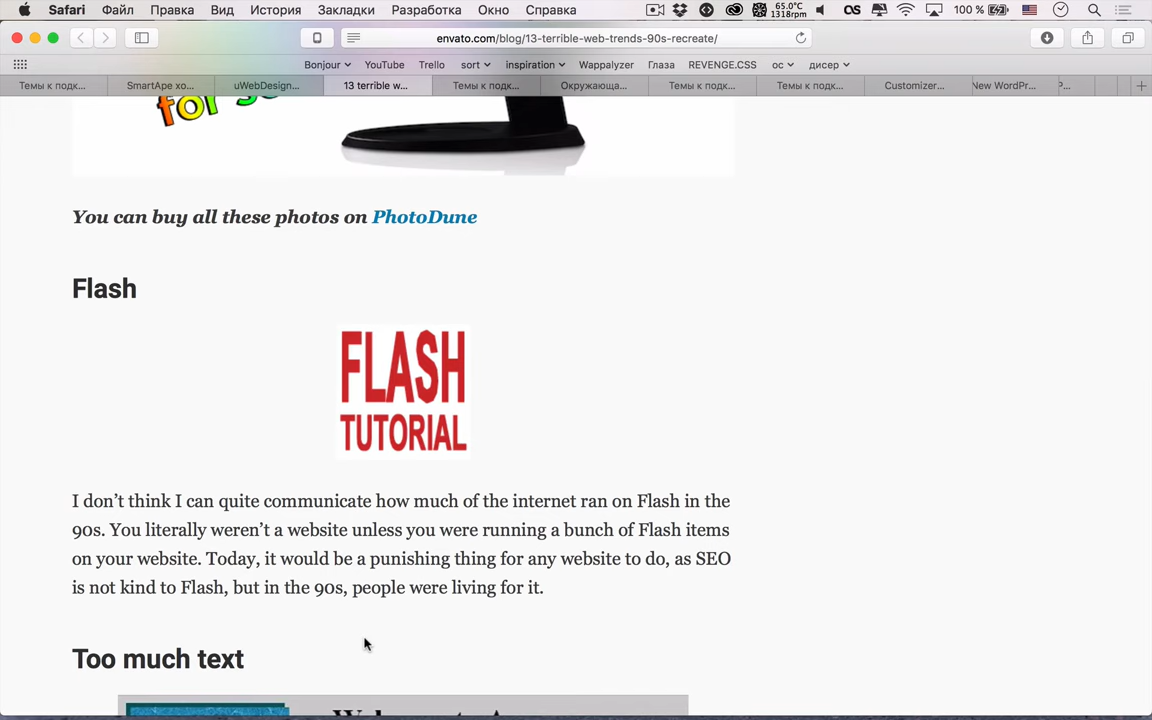 Safari Файл Правка Вид История Закладки Разработка Окно Справка 65.0°C 1318rpm 100 %
envato.com/blog/13-terrible-web-trends-90s-recreate/
Bonjour YouTube Trello sort inspiration Wappalyzer Глаза REVENGE.CSS ос дисер
Темы к подк... SmartApe хо... uWebDesign... 13 terrible w... Темы к подк... Окружающа... Темы к подк... Темы к подк... Customizer... New WordPr...
for
You can buy all these photos on PhotoDune
Flash
FLASH
TUTORIAL
I don’t think I can quite communicate how much of the internet ran on Flash in the
90s. You literally weren’t a website unless you were running a bunch of Flash items
on your website. Today, it would be a punishing thing for any website to do, as SEO
is not kind to Flash, but in the 90s, people were living for it.
Too much text